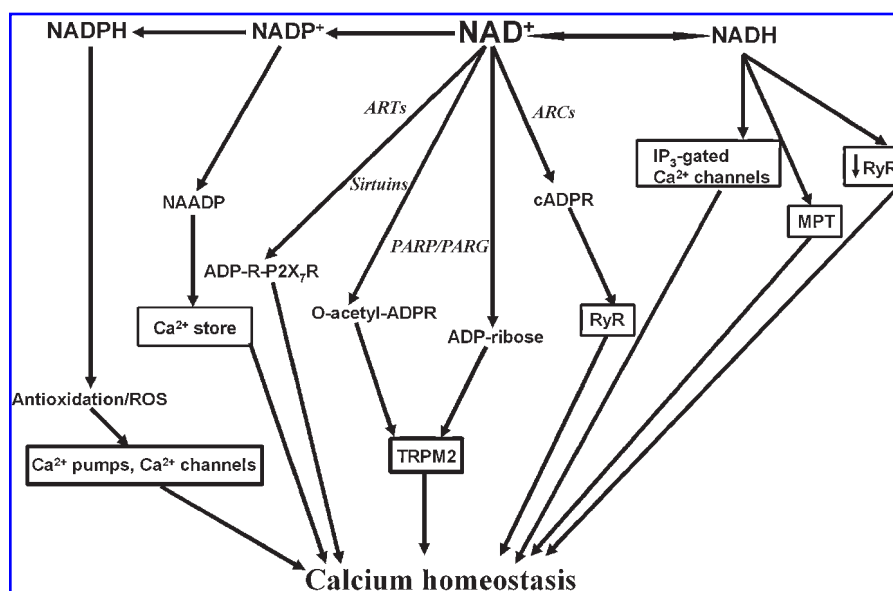 NADPH
NADP⁺
NAD⁺
NADH
ARTs
ARCs
Sirtuins
IP₃-gated
Ca²⁺ channels
↓ RyR
NAADP
cADPR
MPT
PARP/PARG
ADP-R-P2X₇R
O-acetyl-ADPR
Ca²⁺ store
RyR
ADP-ribose
Antioxidation/ROS
Ca²⁺ pumps, Ca²⁺ channels
TRPM2
Calcium homeostasis